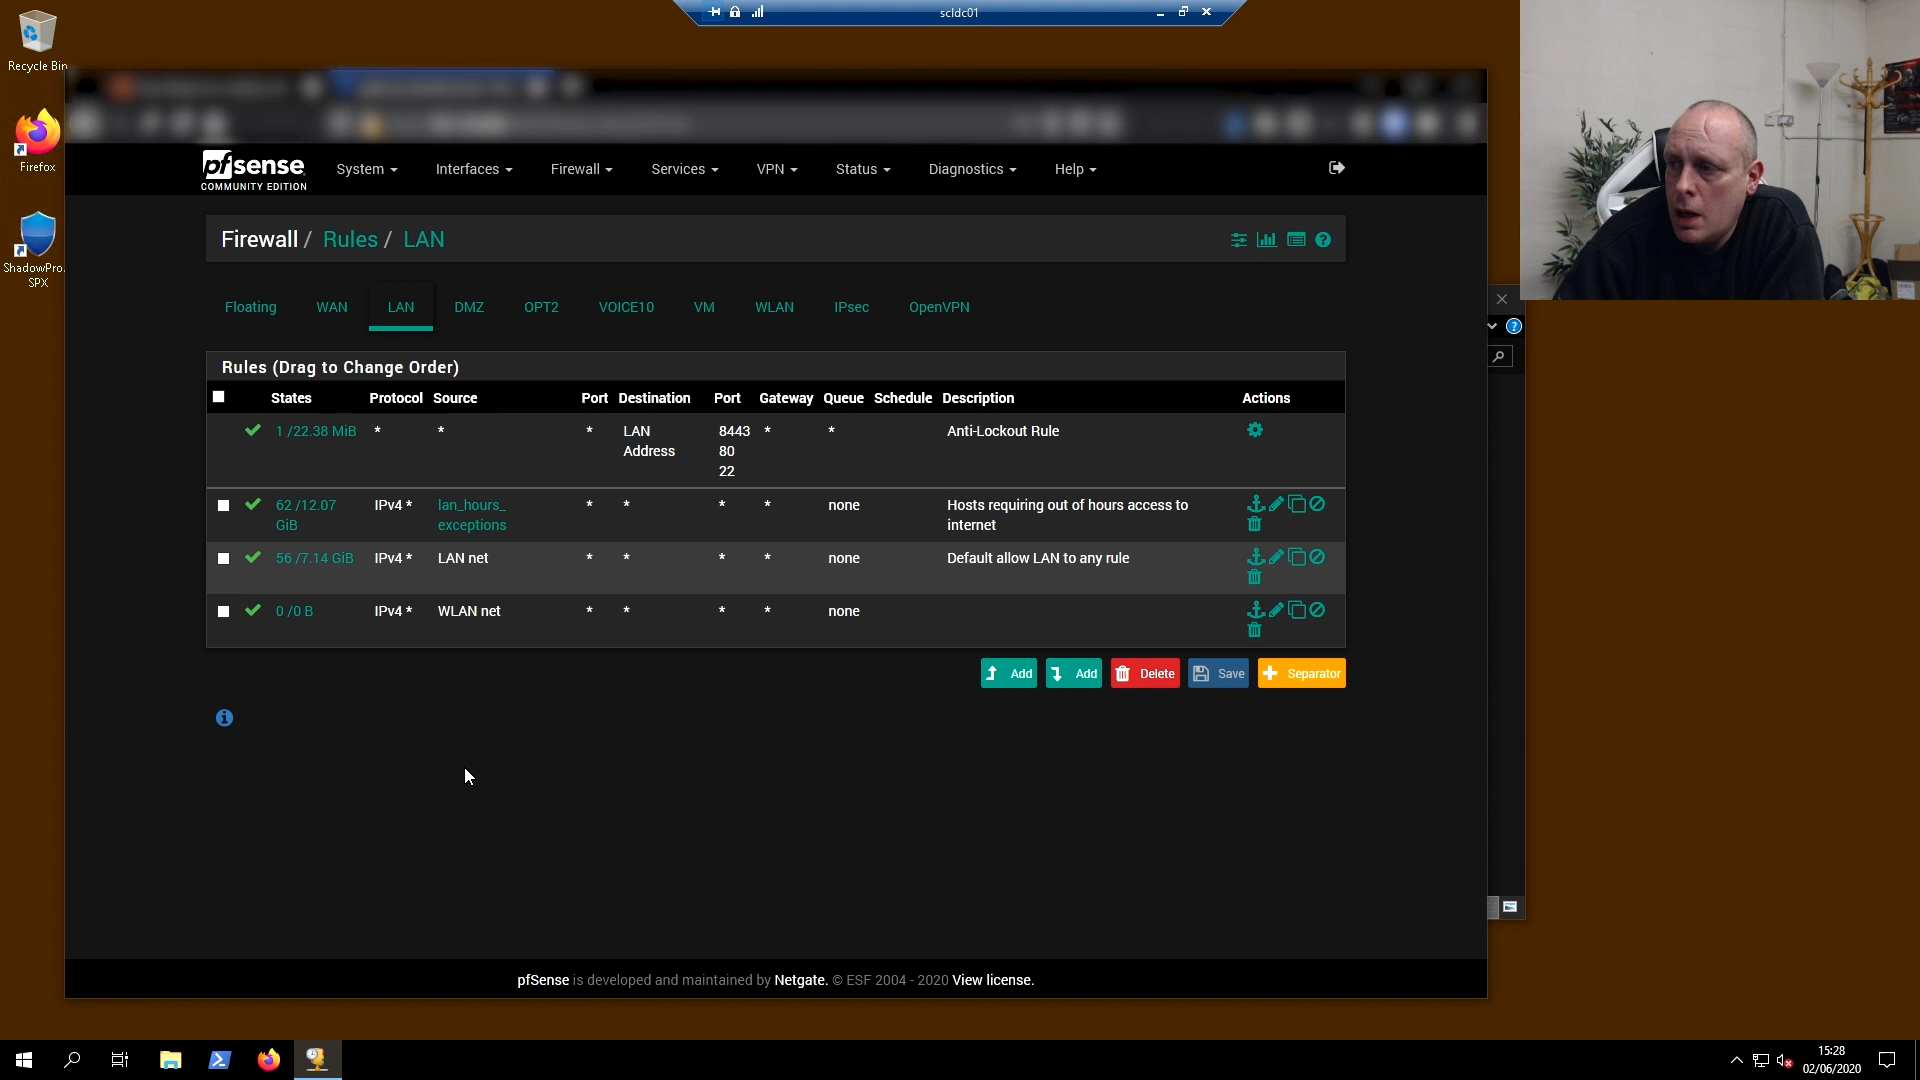 scldc01
Recycle Bin
Firefox
ShadowPro.
SPX
pfsense
COMMUNITY EDITION
System
Interfaces
Firewall
Services
VPN
Status
Diagnostics
Help
Firewall / Rules / LAN
Floating
WAN
LAN
DMZ
OPT2
VOICE10
VM
WLAN
IPsec
OpenVPN
Rules (Drag to Change Order)
States Protocol Source Port Destination Port Gateway Queue Schedule Description Actions
1 /22.38 MiB * * * LAN Address 8443 80 22 * * Anti-Lockout Rule
62 /12.07 GiB IPv4 * lan_hours_exceptions * * * * none Hosts requiring out of hours access to internet
56 /7.14 GiB IPv4 * LAN net * * * * none Default allow LAN to any rule
0 /0 B IPv4 * WLAN net * * * * none
Add
Add
Delete
Save
Separator
pfSense is developed and maintained by Netgate. © ESF 2004 - 2020 View license.
15:28
02/06/2020